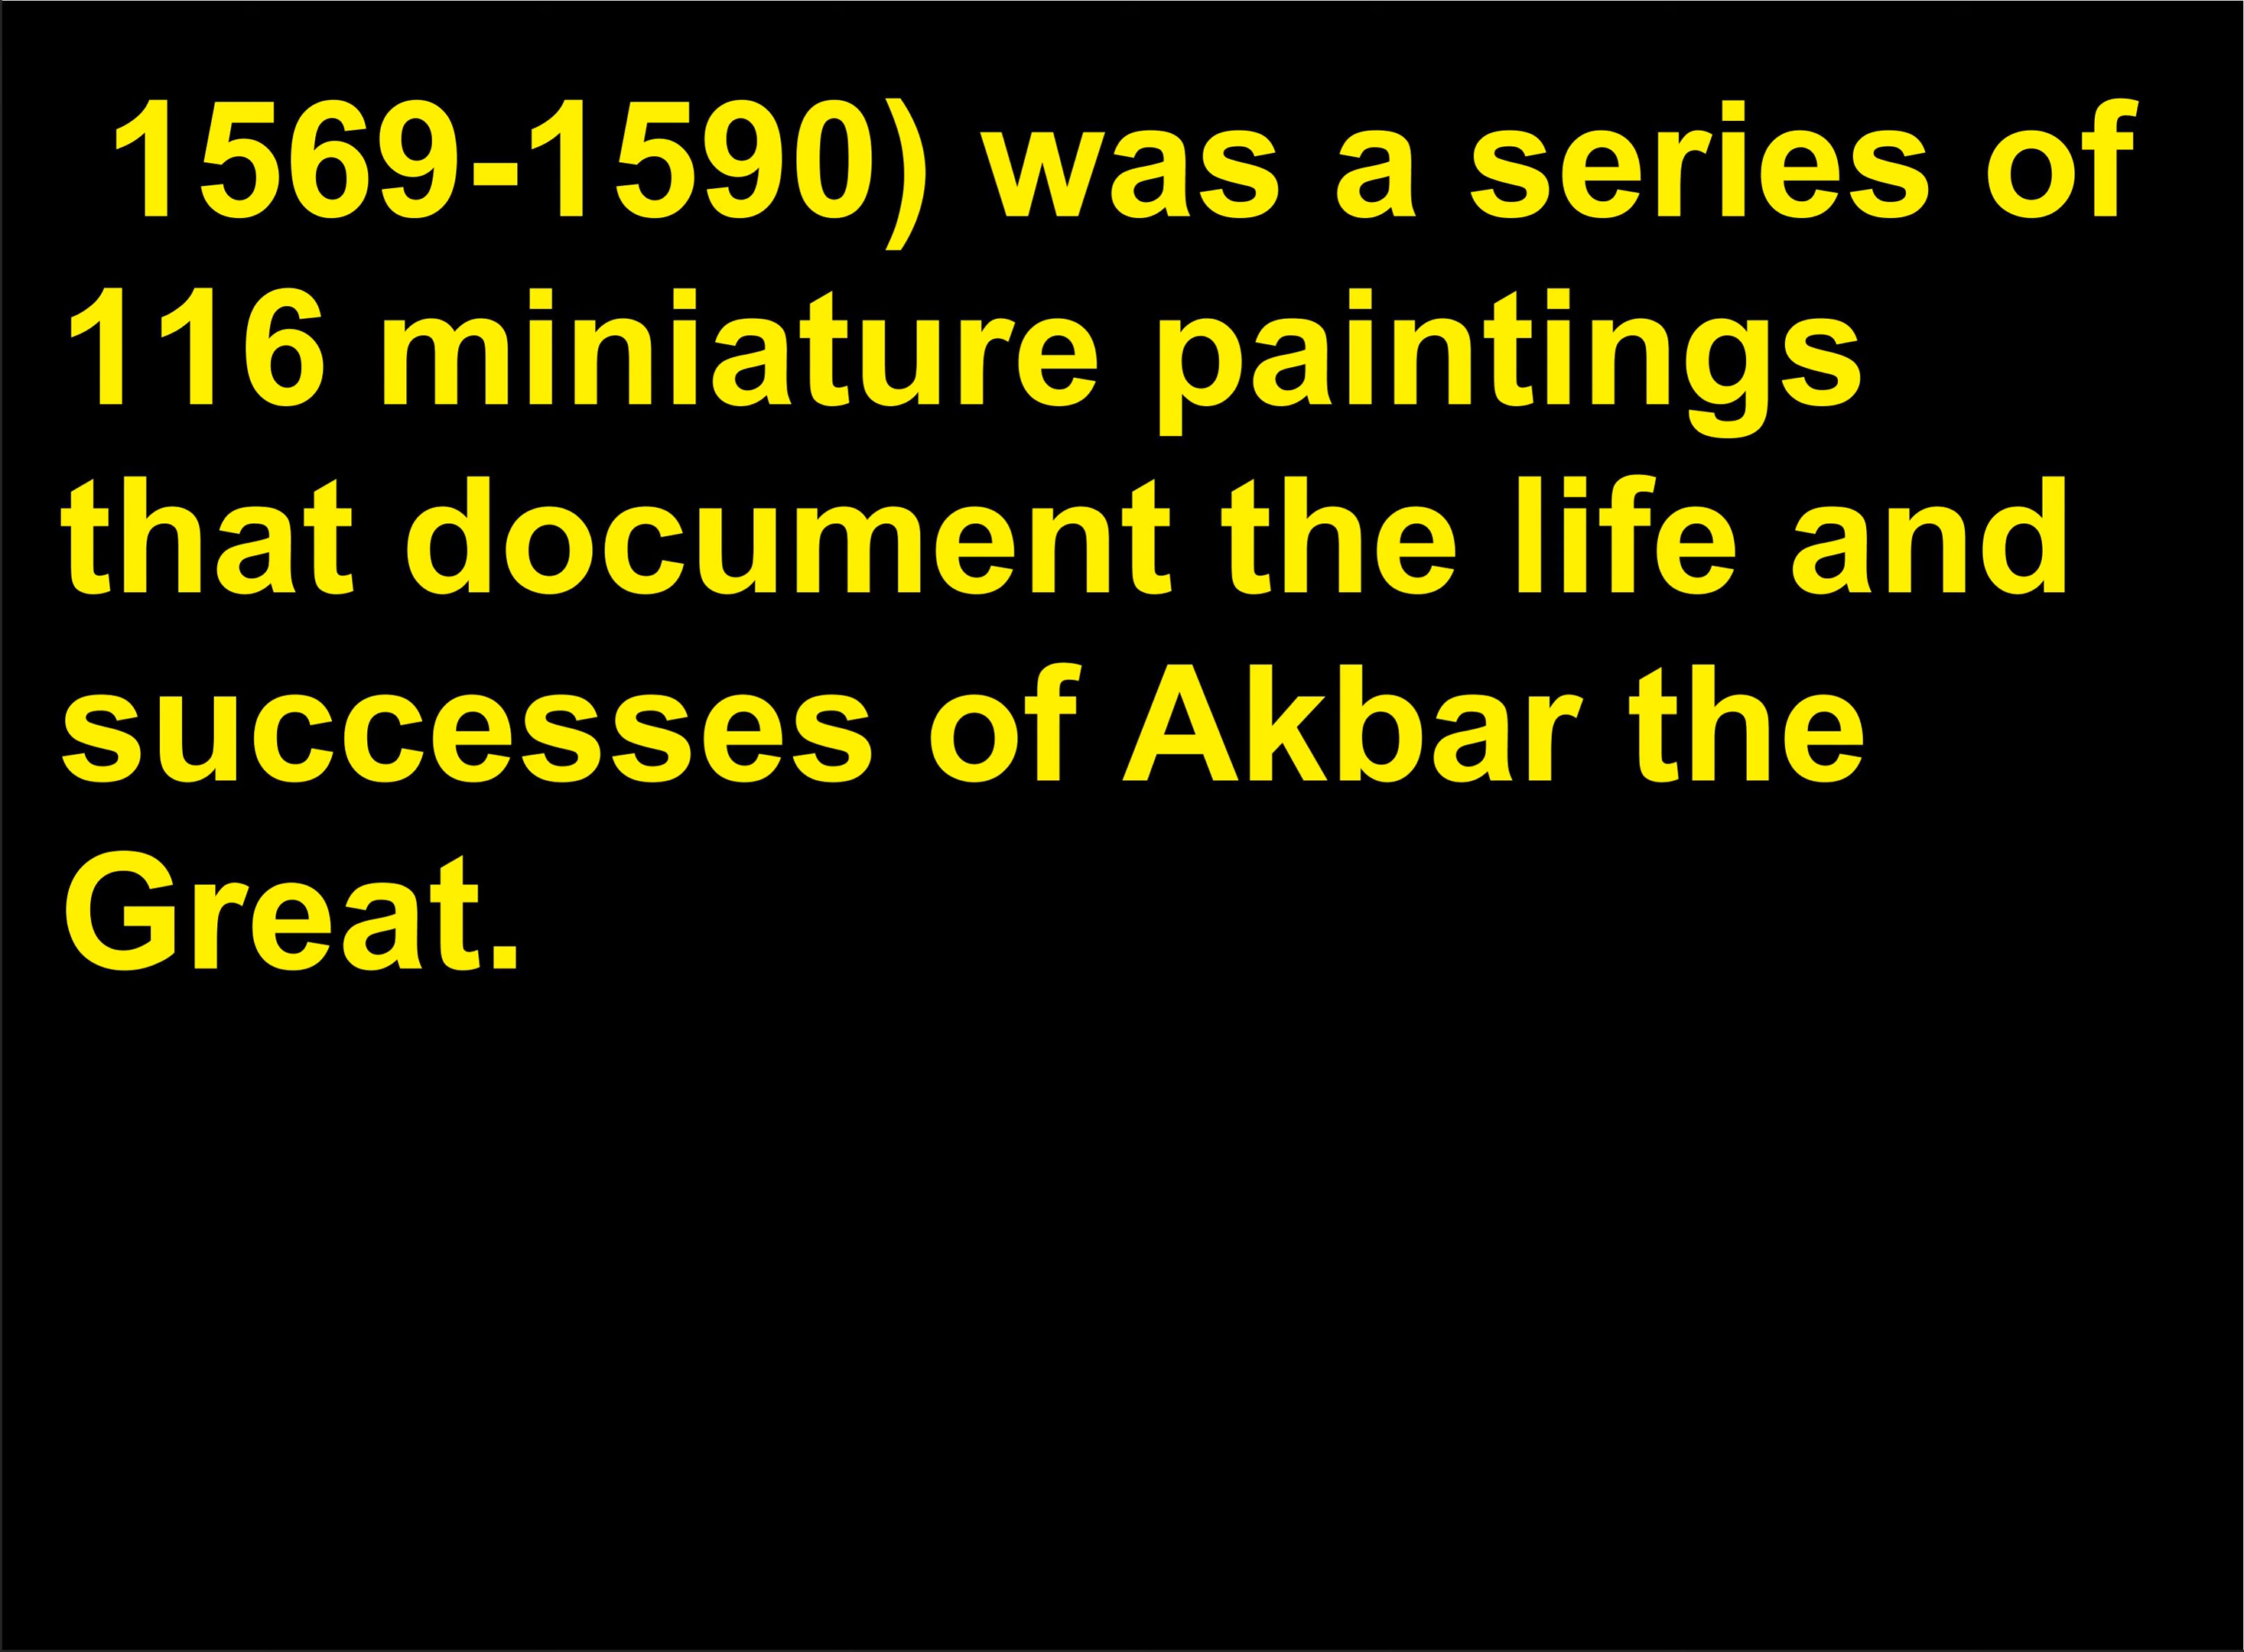 1569-1590) was a series of
116 miniature paintings
that document the life and
successes of Akbar the
Great.